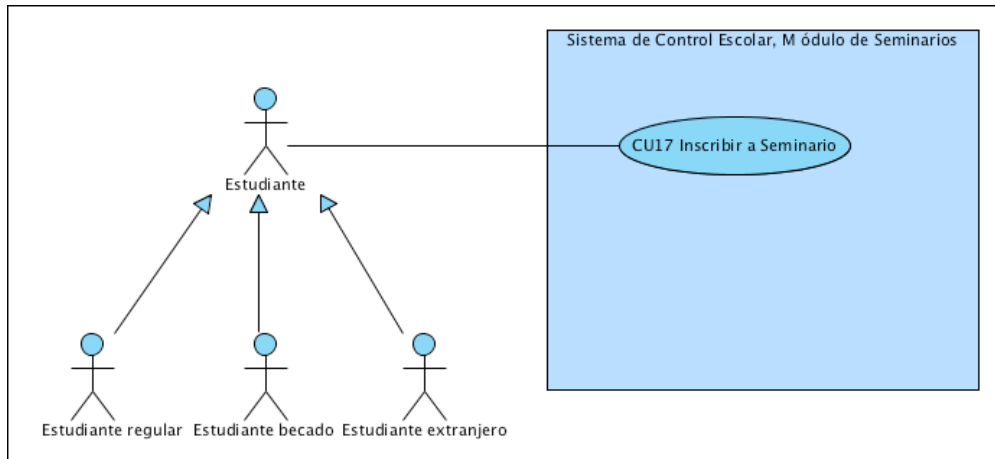 Sistema de Control Escolar, M ódulo de Seminarios
CU17 Inscribir a Seminario
Estudiante
Estudiante regular
Estudiante becado
Estudiante extranjero